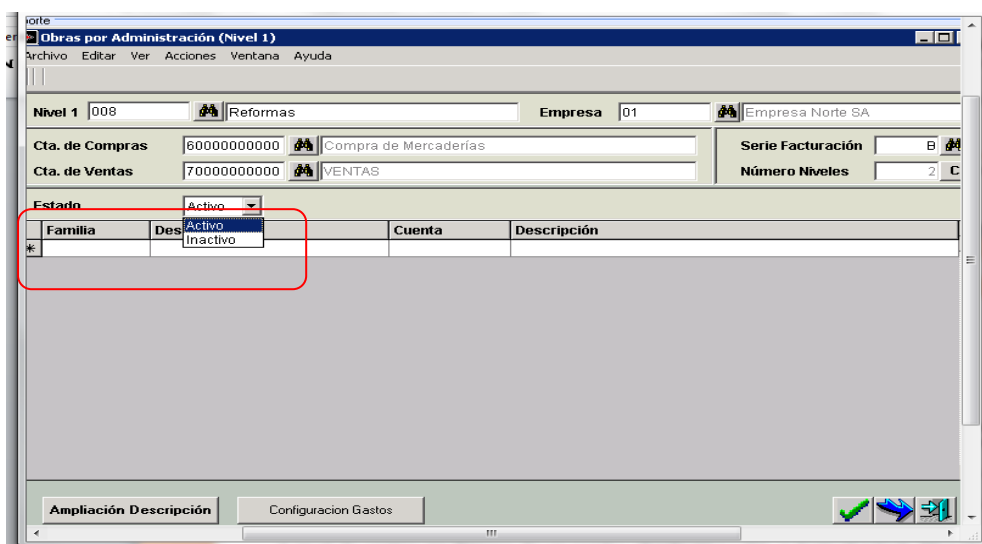 orte
Obras por Administración (Nivel 1)
Archivo Editar Ver Acciones Ventana Ayuda
Nivel 1 008 Reformas Empresa 01 Empresa Norte SA
Cta. de Compras 60000000000 Compra de Mercaderías Serie Facturación B
Cta. de Ventas 70000000000 VENTAS Número Niveles 2 C
Estado Activo
Activo
Inactivo
Familia Des Cuenta Descripción
Ampliación Descripción Configuracion Gastos